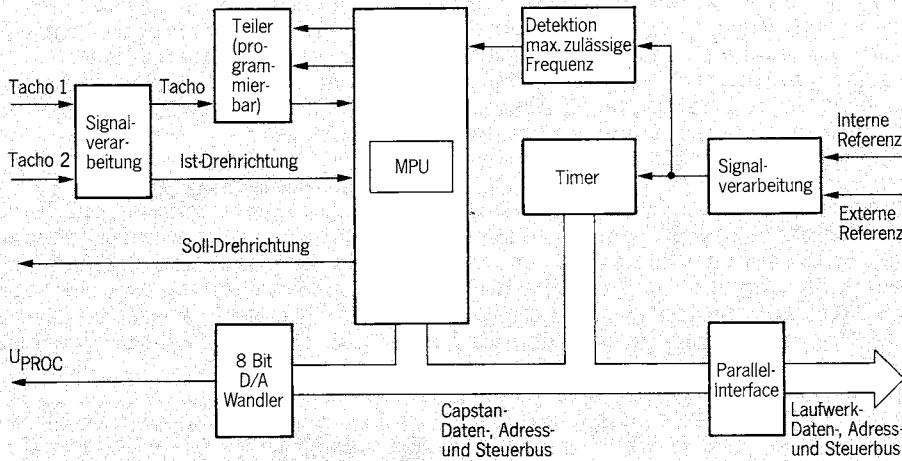 Teiler
(pro-
gram-
mier-
bar)
Detektion
max. zulässige
Frequenz
Tacho 1
Tacho
Signal-
verar-
beitung
Interne
Referenz
Tacho 2
Ist-Drehrichtung
MPU
Timer
Signal-
verarbeitung
Externe
Referenz
Soll-Drehrichtung
UPROC
8 Bit
D/A
Wandler
Parallel-
interface
Capstan-
Daten-, Adress-
und Steuerbus
Laufwerk-
Daten-, Adress-
und Steuerbus